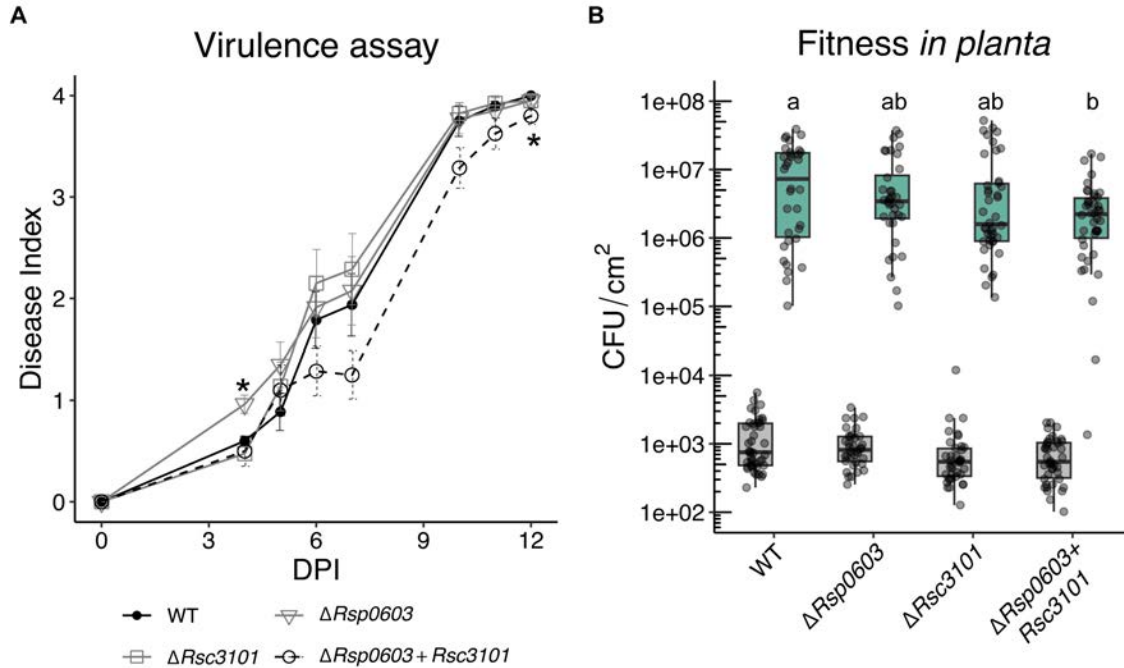 A
Virulence assay
Disease Index
4
3
2
1
0
*
*
0 3 6 9 12
DPI
WT
ΔRsp0603
ΔRsc3101
ΔRsp0603+Rsc3101
B
Fitness in planta
CFU/cm²
1e+08
1e+07
1e+06
1e+05
1e+04
1e+03
1e+02
a ab ab b
WT
ΔRsp0603
ΔRsc3101
ΔRsp0603+
Rsc3101